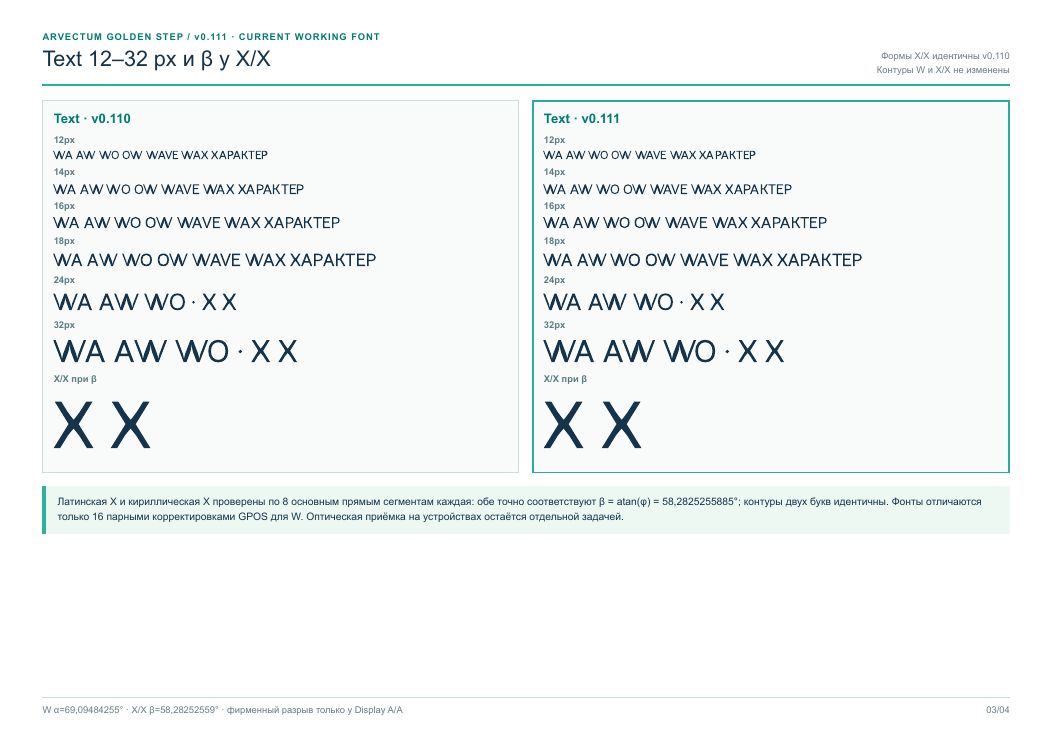 ARVECTUM GOLDEN STEP / v0.111 · CURRENT WORKING FONT
Text 12–32 px и β у X/Х
Формы X/Х идентичны v0.110
Контуры W и X/Х не изменены
Text · v0.110
12px
WA AW WO OW WAVE WAX ХАРАКТЕР
14px
WA AW WO OW WAVE WAX ХАРАКТЕР
16px
WA AW WO OW WAVE WAX ХАРАКТЕР
18px
WA AW WO OW WAVE WAX ХАРАКТЕР
24px
WA AW WO · X Х
32px
WA AW WO · X Х
X/Х при β
X Х
Text · v0.111
12px
WA AW WO OW WAVE WAX ХАРАКТЕР
14px
WA AW WO OW WAVE WAX ХАРАКТЕР
16px
WA AW WO OW WAVE WAX ХАРАКТЕР
18px
WA AW WO OW WAVE WAX ХАРАКТЕР
24px
WA AW WO · X Х
32px
WA AW WO · X Х
X/Х при β
X Х
Латинская X и кириллическая Х проверены по 8 основным прямым сегментам каждая: обе точно соответствуют β = atan(φ) = 58,2825255885°; контуры двух букв идентичны. Фонты отличаются
только 16 парными корректировками GPOS для W. Оптическая приёмка на устройствах остаётся отдельной задачей.
W α=69,09484255° · X/Х β=58,28252559° · фирменный разрыв только у Display A/А
03/04